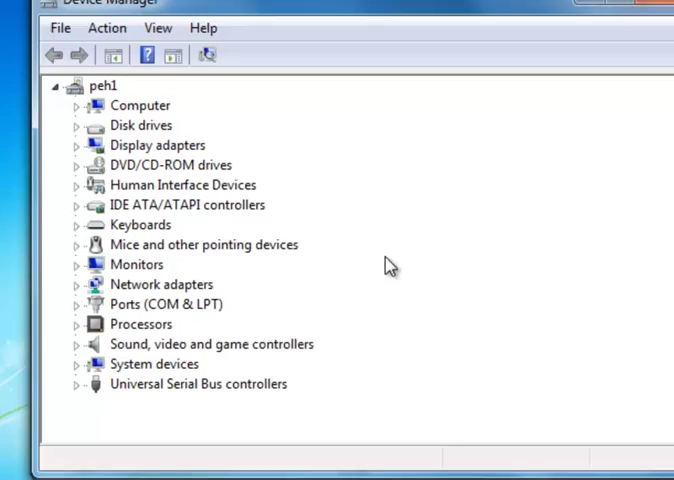 Device Manager
File Action View Help
peh1
Computer
Disk drives
Display adapters
DVD/CD-ROM drives
Human Interface Devices
IDE ATA/ATAPI controllers
Keyboards
Mice and other pointing devices
Monitors
Network adapters
Ports (COM & LPT)
Processors
Sound, video and game controllers
System devices
Universal Serial Bus controllers